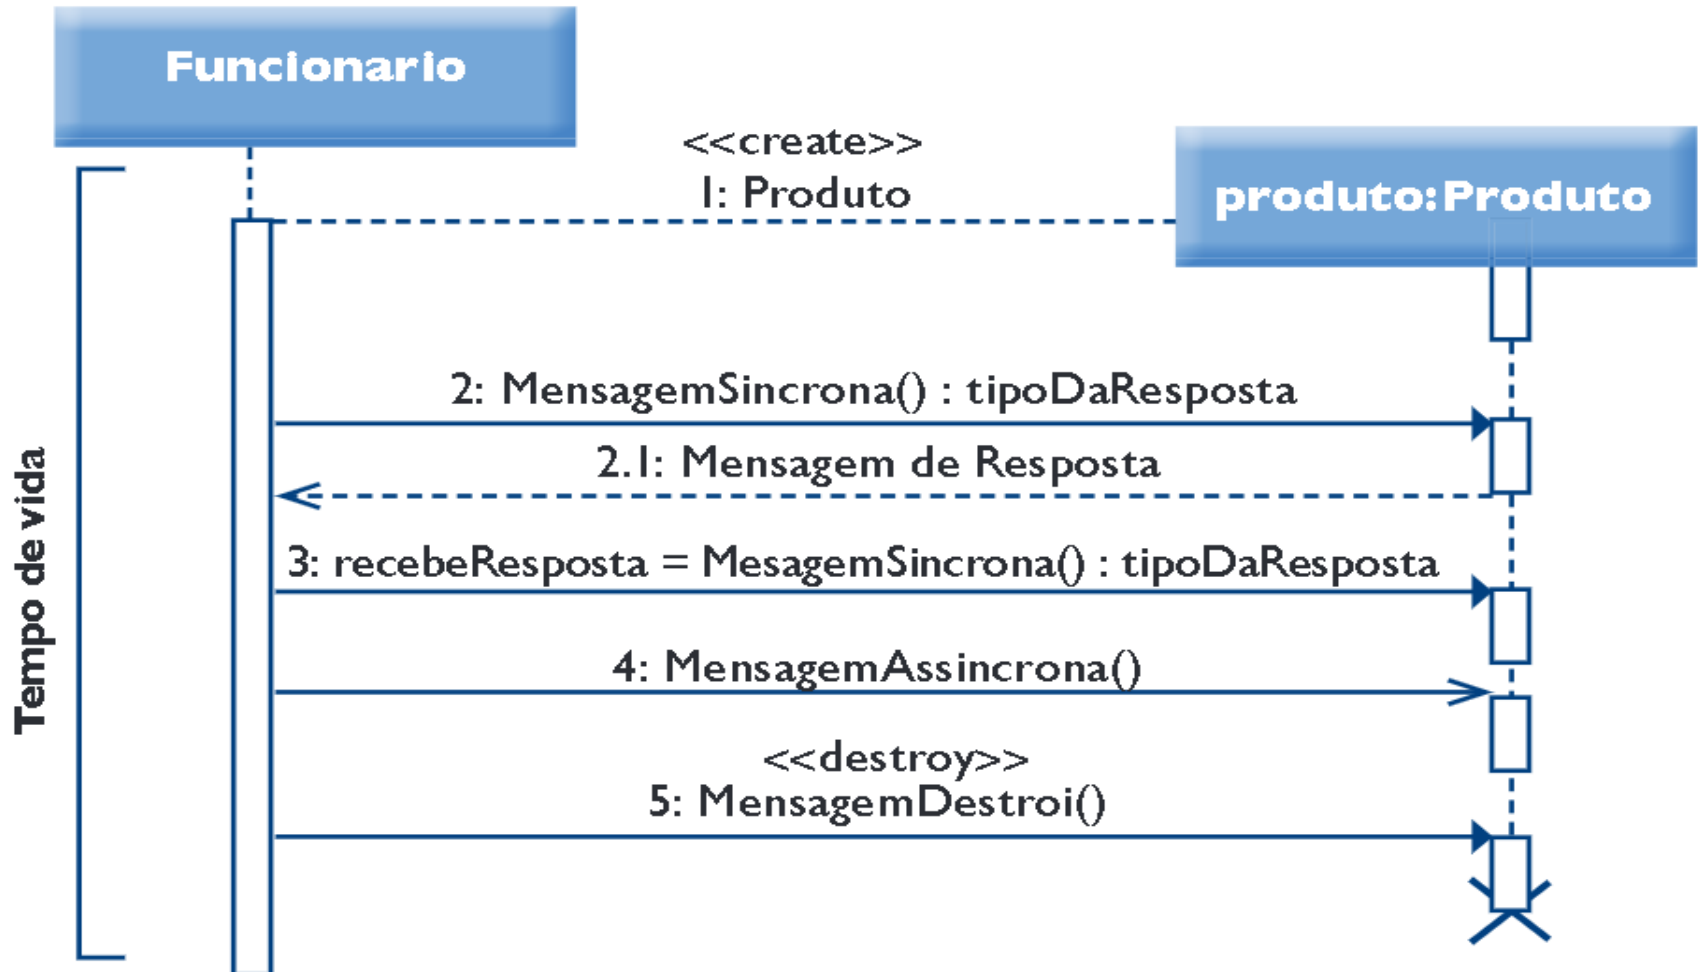 Funcionario
<<create>>
1: Produto
produto:Produto
2: MensagemSincrona() : tipoDaResposta
2.1: Mensagem de Resposta
3: recebeResposta = MesagemSincrona() : tipoDaResposta
4: MensagemAssincrona()
<<destroy>>
5: MensagemDestroi()
Tempo de vida